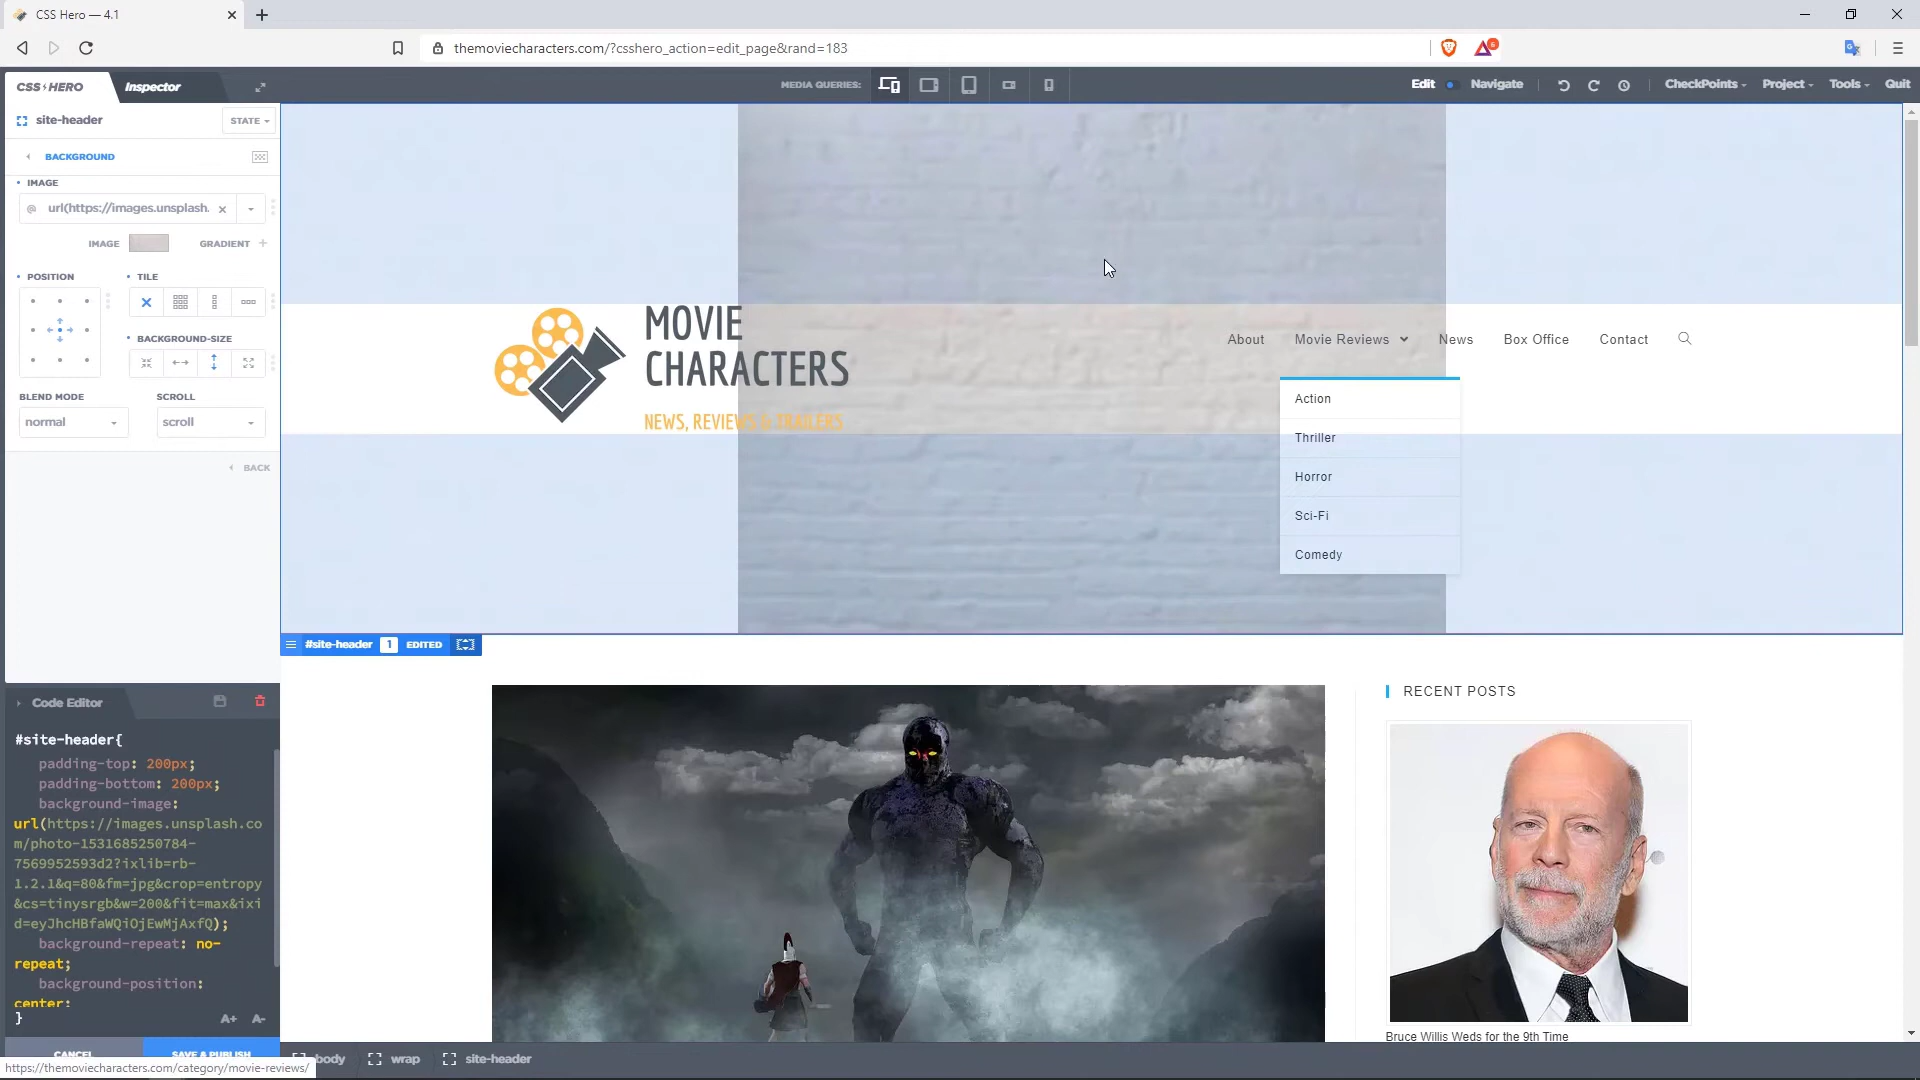 CSS Hero — 4.1
themoviecharacters.com/?csshero_action=edit_page&rand=183
6
CSS HERO
Inspector
MEDIA QUERIES:
Edit
Navigate
CheckPoints
Project
Tools
Quit
site-header
STATE
BACKGROUND
IMAGE
@ url(https://images.unsplash.
IMAGE
GRADIENT +
POSITION
TILE
BACKGROUND-SIZE
BLEND MODE
SCROLL
normal
scroll
BACK
MOVIE
CHARACTERS
NEWS, REVIEWS & TRAILERS
About
Movie Reviews
News
Box Office
Contact
Action
Thriller
Horror
Sci-Fi
Comedy
#site-header 1 EDITED
RECENT POSTS
Bruce Willis Weds for the 9th Time
Code Editor
#site-header{
padding-top: 200px;
padding-bottom: 200px;
background-image:
url(https://images.unsplash.co
m/photo-1531685250784-
7569952593d2?ixlib=rb-
1.2.1&q=80&fm=jpg&crop=entropy
&cs=tinysrgb&w=200&fit=max&ixi
d=eyJhcHBfaWQiOjEwMjAxfQ);
background-repeat: no-
repeat;
background-position:
center;
}
A+ A-
CANCEL
SAVE & PUBLISH
body
wrap
site-header
https://themoviecharacters.com/category/movie-reviews/